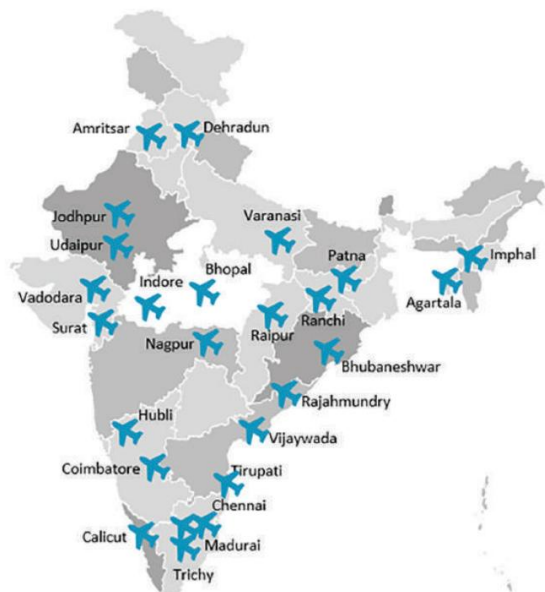 Amritsar
Dehradun
Jodhpur
Varanasi
Udaipur
Patna
Imphal
Indore
Bhopal
Vadodara
Agartala
Surat
Raipur
Ranchi
Nagpur
Bhubaneshwar
Rajahmundry
Hubli
Vijaywada
Coimbatore
Tirupati
Chennai
Calicut
Madurai
Trichy